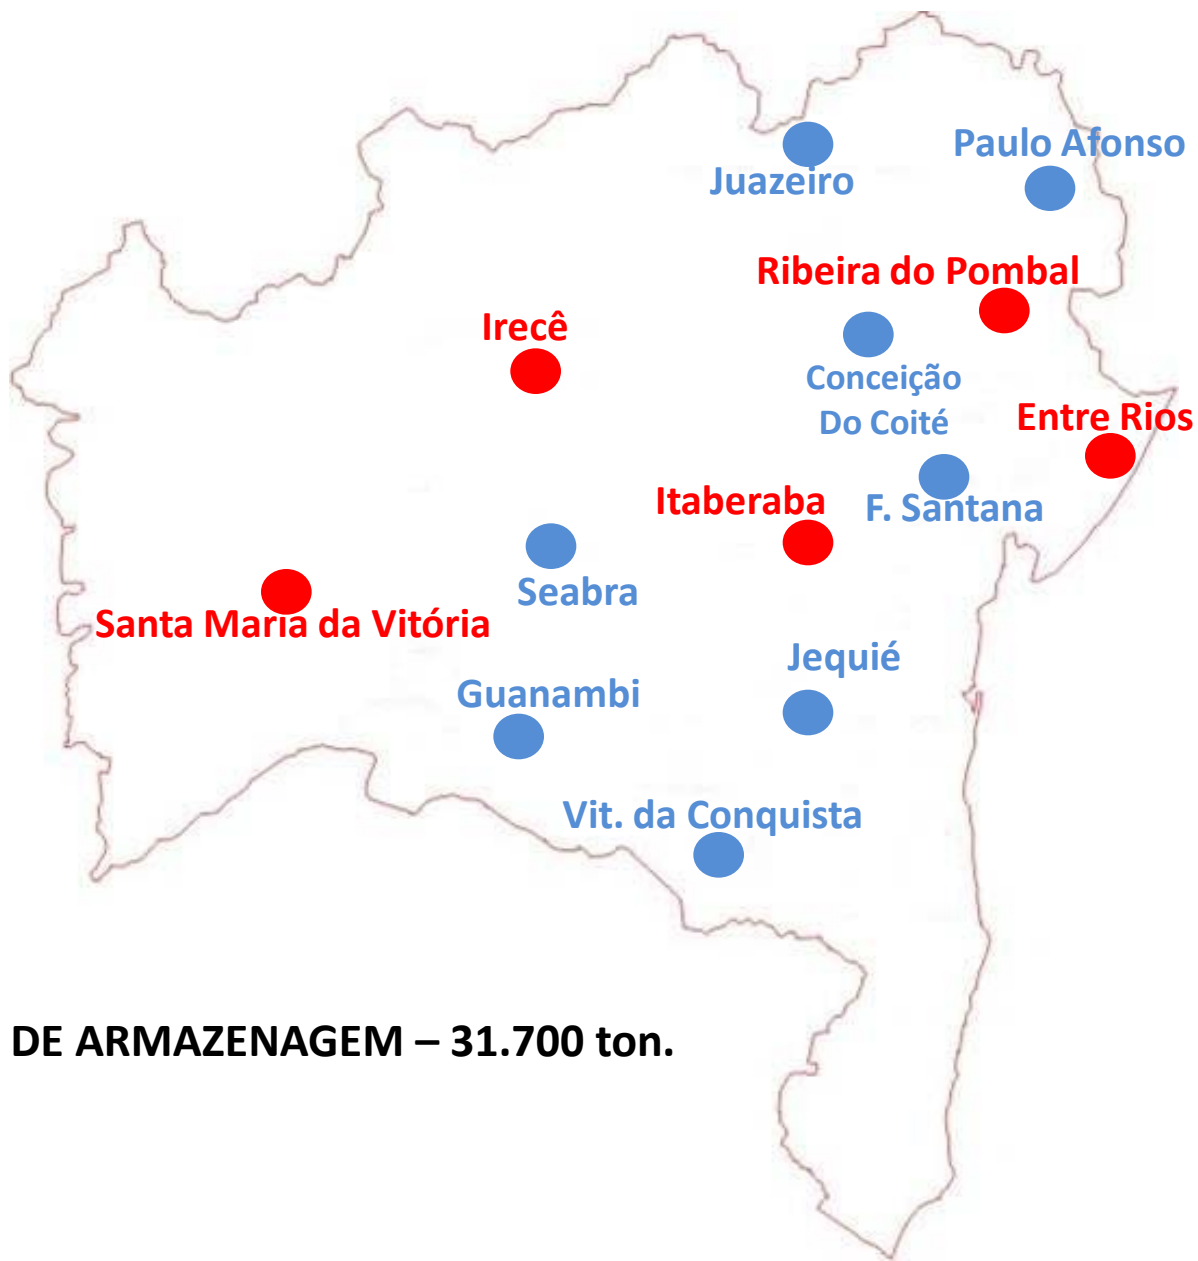 Paulo Afonso
Juazeiro
Ribeira do Pombal
Irecê
Conceição
Do Coité
Entre Rios
Itaberaba
F. Santana
Seabra
Santa Maria da Vitória
Jequié
Guanambi
Vit. da Conquista
DE ARMAZENAGEM – 31.700 ton.